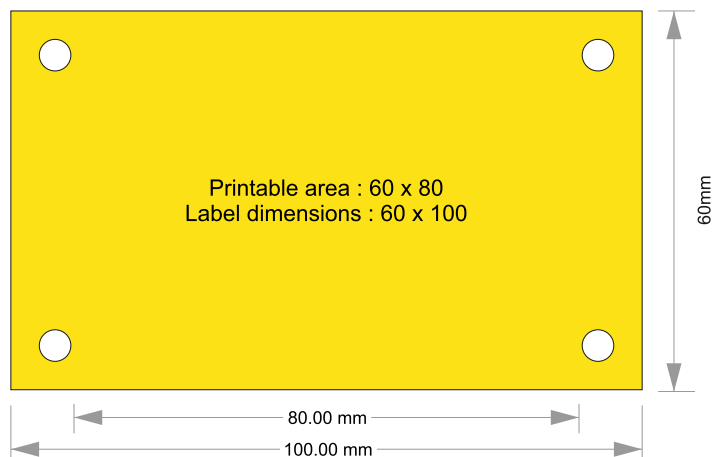 Printable area : 60 x 80
Label dimensions : 60 x 100
60mm
80.00 mm
100.00 mm